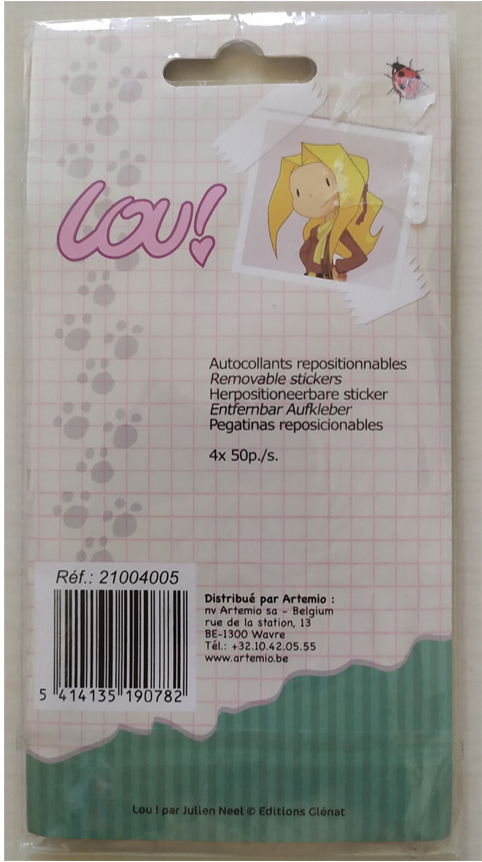 Lou!
Autocollants repositionnables
Removable stickers
Herpositioneerbare sticker
Entfernbar Aufkleber
Pegatinas reposicionables
4x 50p./s.
Réf.: 21004005
5 414135 190782
Distribué par Artemio :
nv Artemio sa - Belgium
rue de la station, 13
BE-1300 Wavre
Tél.: +32.10.42.05.55
www.artemio.be
Lou ! par Julien Neel © Editions Glénat